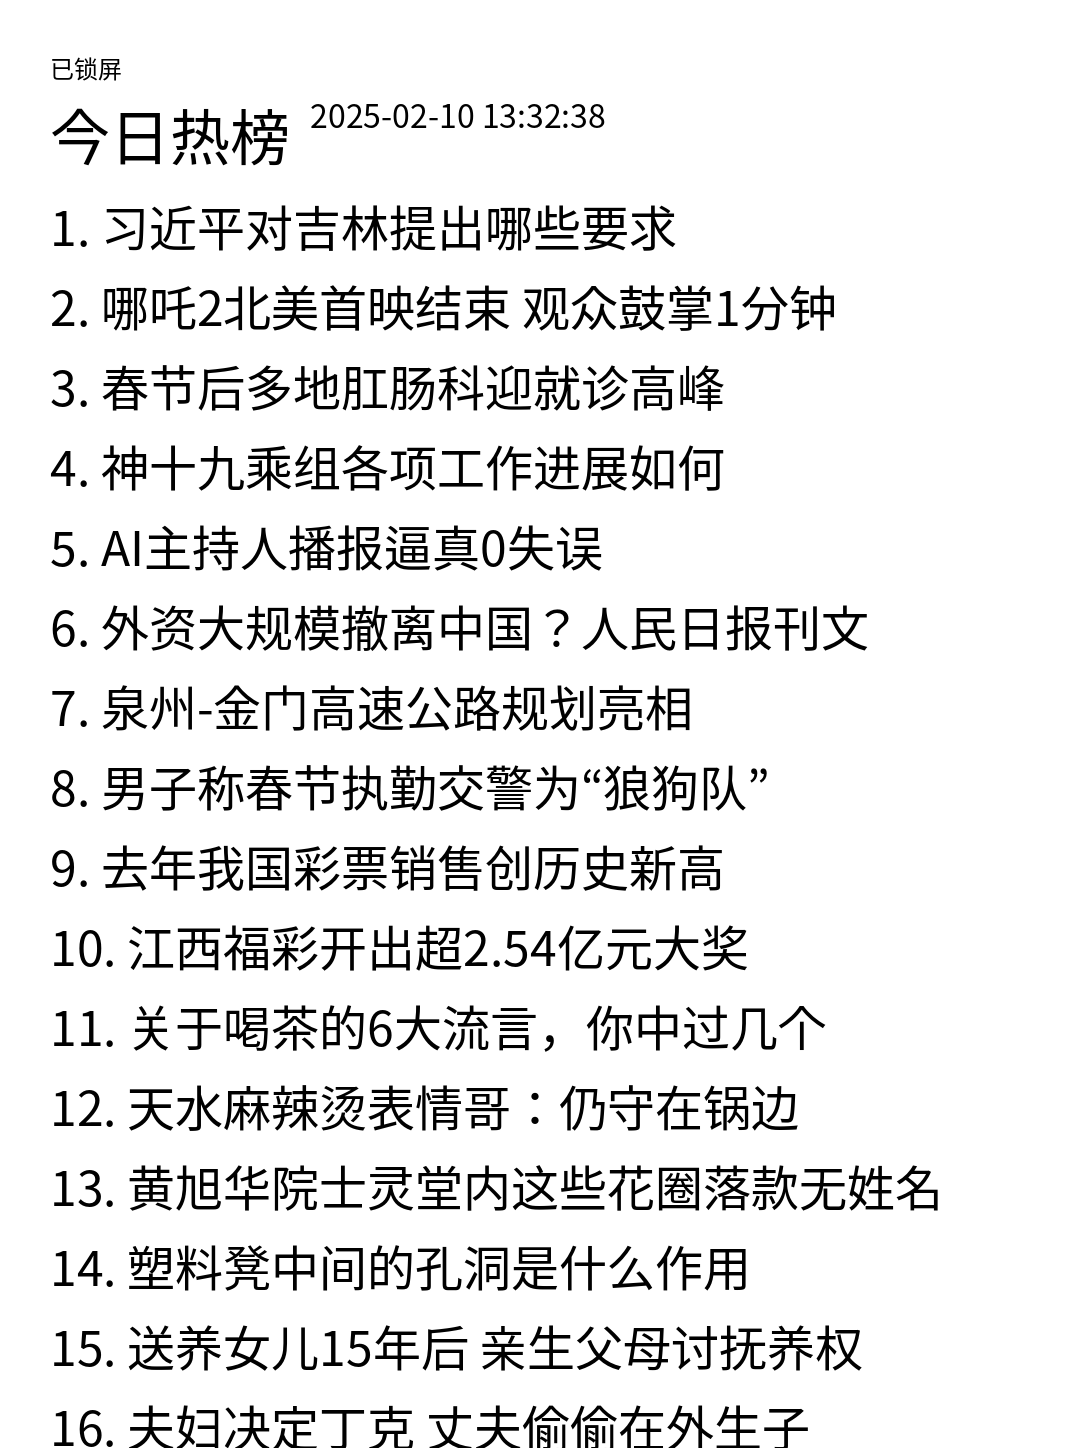 已锁屏
今日热榜 2025-02-10 13:32:38
1. 习近平对吉林提出哪些要求
2. 哪吒2北美首映结束 观众鼓掌1分钟
3. 春节后多地肛肠科迎就诊高峰
4. 神十九乘组各项工作进展如何
5. AI主持人播报逼真0失误
6. 外资大规模撤离中国？人民日报刊文
7. 泉州-金门高速公路规划亮相
8. 男子称春节执勤交警为“狼狗队”
9. 去年我国彩票销售创历史新高
10. 江西福彩开出超2.54亿元大奖
11. 关于喝茶的6大流言，你中过几个
12. 天水麻辣烫表情哥：仍守在锅边
13. 黄旭华院士灵堂内这些花圈落款无姓名
14. 塑料凳中间的孔洞是什么作用
15. 送养女儿15年后 亲生父母讨抚养权
16. 夫妇决定丁克 丈夫偷偷在外生子